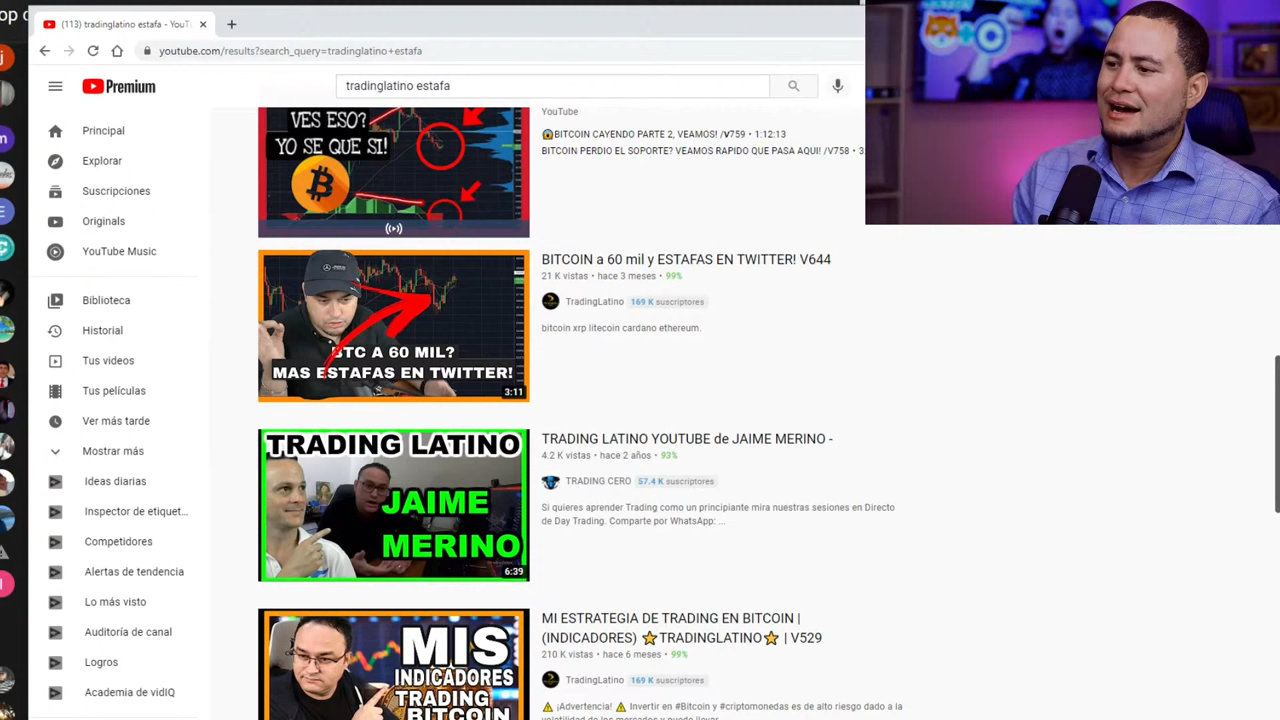 op c
(113) tradinglatino estafa - YouT
youtube.com/results?search_query=tradinglatino+estafa
Premium
tradinglatino estafa
Principal
Explorar
Suscripciones
Originals
YouTube Music
Biblioteca
Historial
Tus videos
Tus películas
Ver más tarde
Mostrar más
Ideas diarias
Inspector de etiquet...
Competidores
Alertas de tendencia
Lo más visto
Auditoría de canal
Logros
Academia de vidIQ
VES ESO?
YO SE QUE SI!
YouTube
😱BITCOIN CAYENDO PARTE 2, VEAMOS! /V759 • 1:12:13
BITCOIN PERDIO EL SOPORTE? VEAMOS RAPIDO QUE PASA AQUI! /V758 • 3
BTC A 60 MIL?
MAS ESTAFAS EN TWITTER!
3:11
BITCOIN a 60 mil y ESTAFAS EN TWITTER! V644
21 K vistas • hace 3 meses • 99%
TradingLatino 169 K suscriptores
bitcoin xrp litecoin cardano ethereum.
TRADING LATINO
JAIME
MERINO
6:39
TRADING LATINO YOUTUBE de JAIME MERINO -
4.2 K vistas • hace 2 años • 93%
TRADING CERO 57.4 K suscriptores
Si quieres aprender Trading como un principiante mira nuestras sesiones en Directo
de Day Trading. Comparte por WhatsApp: ...
MIS
INDICADORES
TRADING
BITCOIN
MI ESTRATEGIA DE TRADING EN BITCOIN |
(INDICADORES) ⭐TRADINGLATINO⭐ | V529
210 K vistas • hace 6 meses • 99%
TradingLatino 169 K suscriptores
⚠ ¡Advertencia! ⚠ Invertir en #Bitcoin y #criptomonedas es de alto riesgo dado a la
volatilidad de los mercados y puede llevar